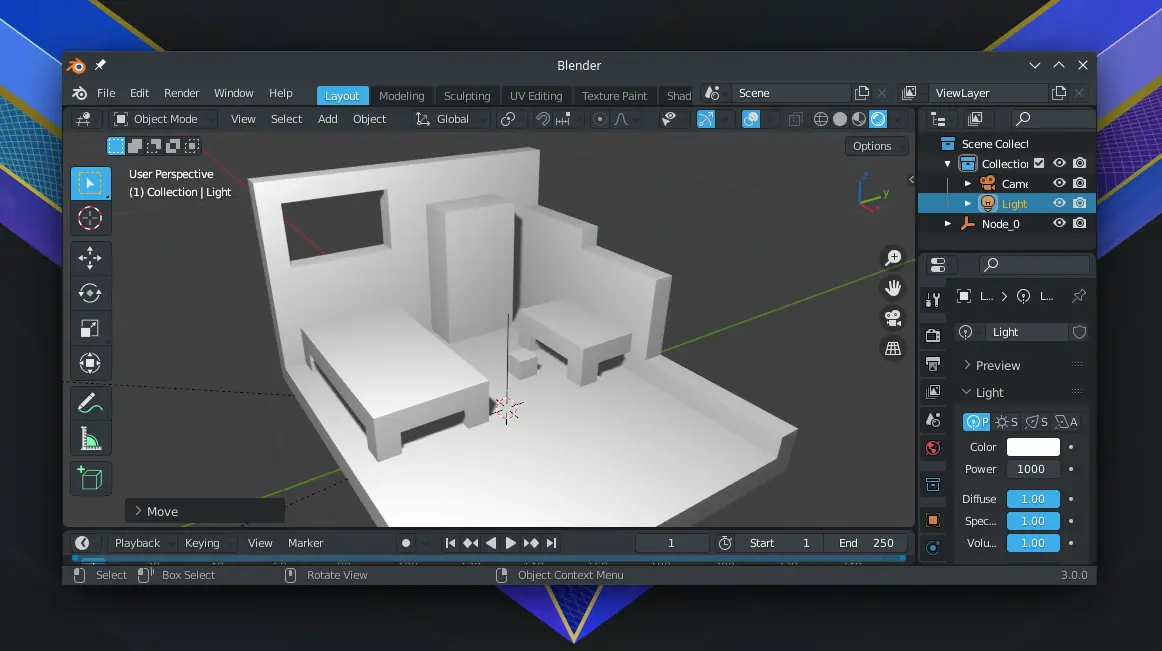 Blender
File Edit Render Window Help Layout Modeling Sculpting UV Editing Texture Paint Shad Scene ViewLayer
Object Mode View Select Add Object Global
Options
User Perspective
(1) Collection | Light
Z
y
Scene Collect
Collection
Came
Light
Node_0
L... L...
Light
Preview
Light
P S S A
Color
Power 1000
Diffuse 1.00
Spec... 1.00
Volu... 1.00
Move
Playback Keying View Marker 1 Start 1 End 250
Select Box Select Rotate View Object Context Menu 3.0.0